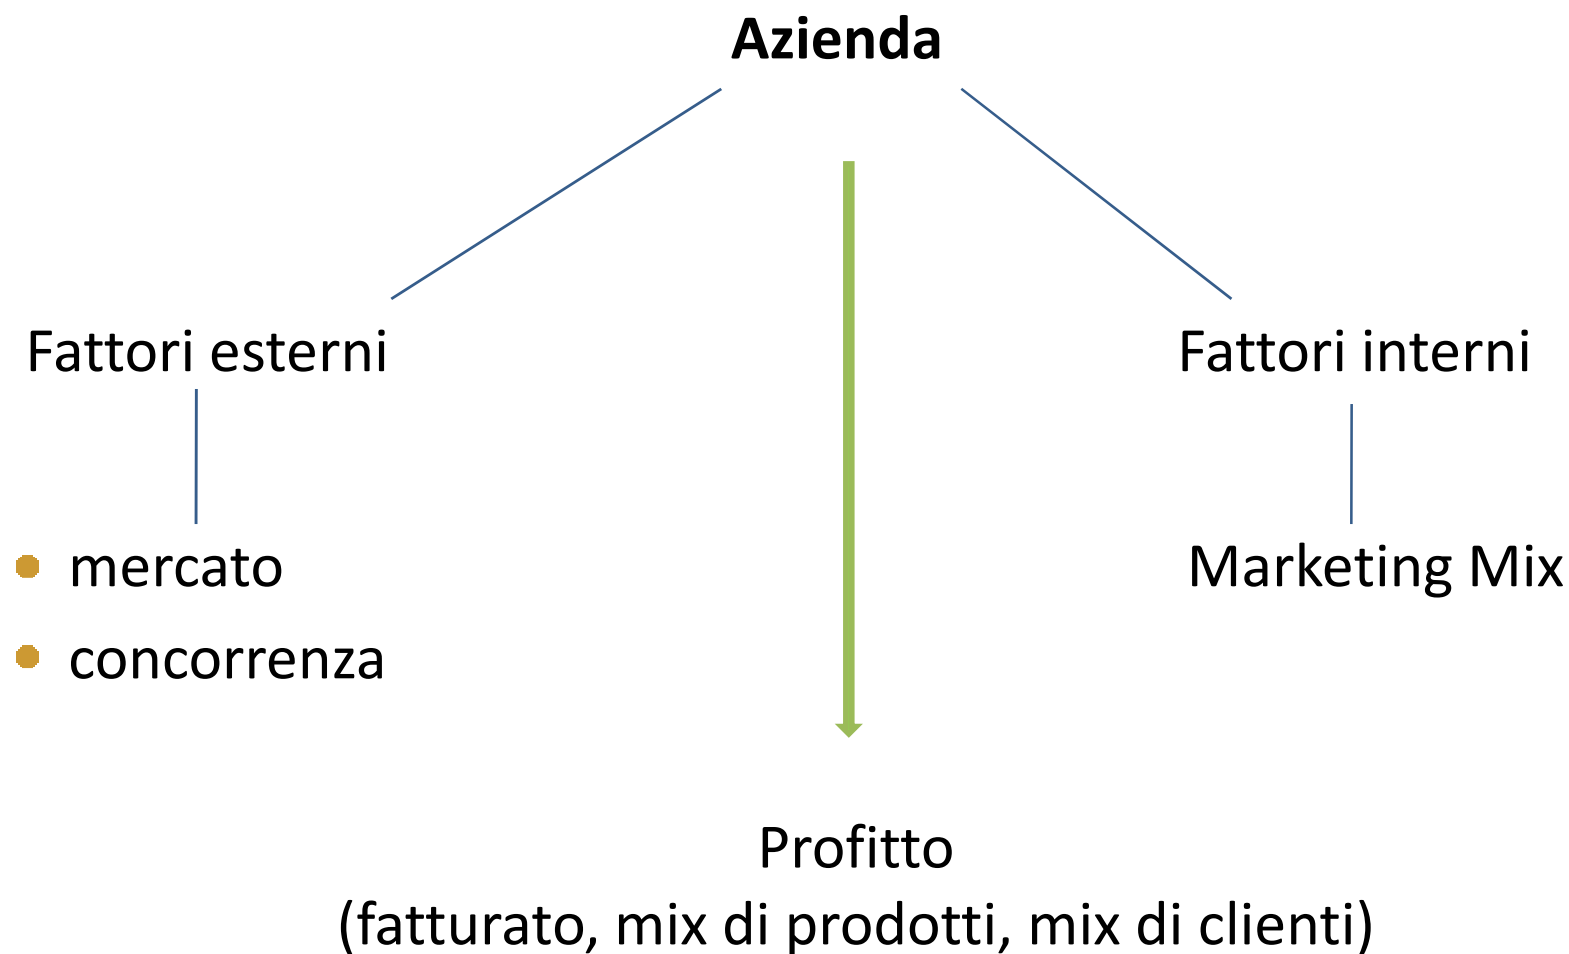 Azienda
Fattori esterni
Fattori interni
mercato
Marketing Mix
concorrenza
Profitto
(fatturato, mix di prodotti, mix di clienti)